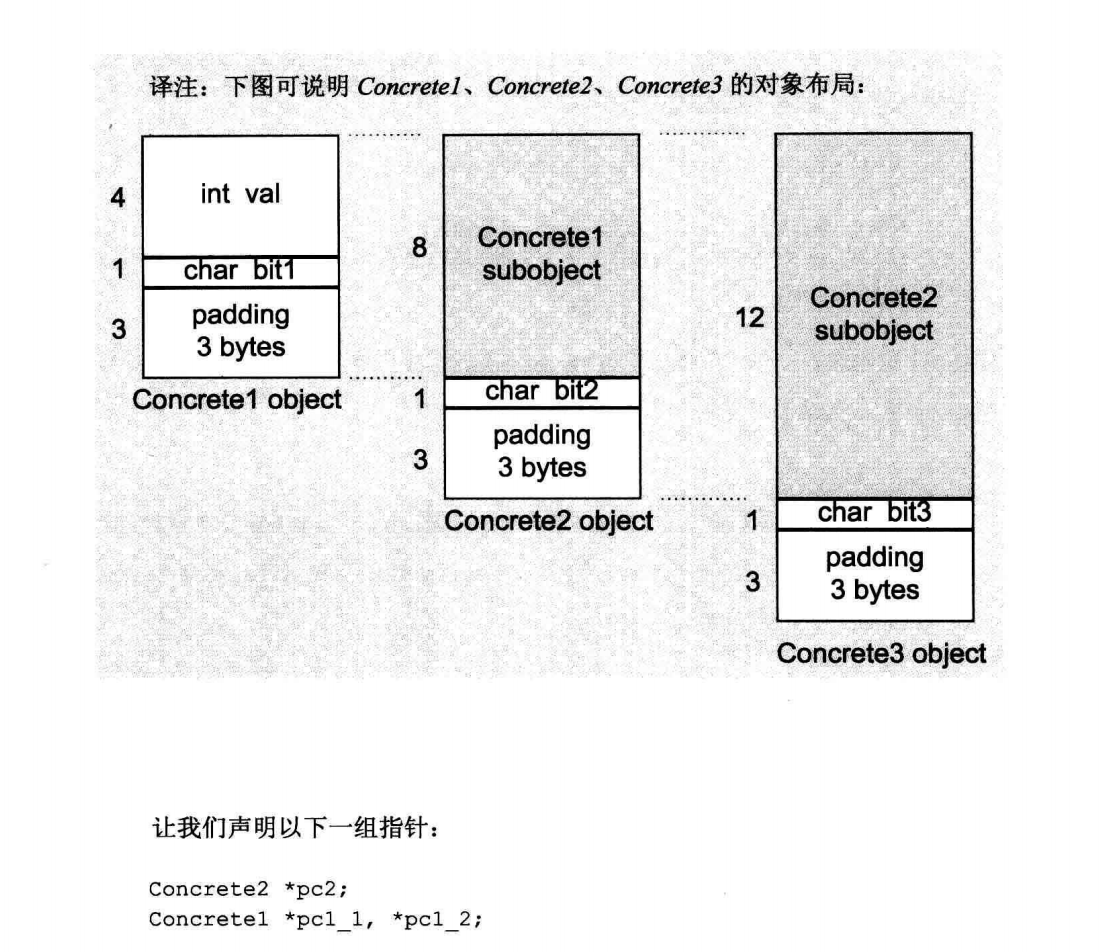 译注：下图可说明 Concrete1、Concrete2、Concrete3 的对象布局：
4
int val
1
char bit1
3
padding
3 bytes
Concrete1 object
8
Concrete1
subobject
1
char bit2
3
padding
3 bytes
Concrete2 object
12
Concrete2
subobject
1
char bit3
3
padding
3 bytes
Concrete3 object
让我们声明以下一组指针：
Concrete2 *pc2;
Concrete1 *pc1_1, *pc1_2;